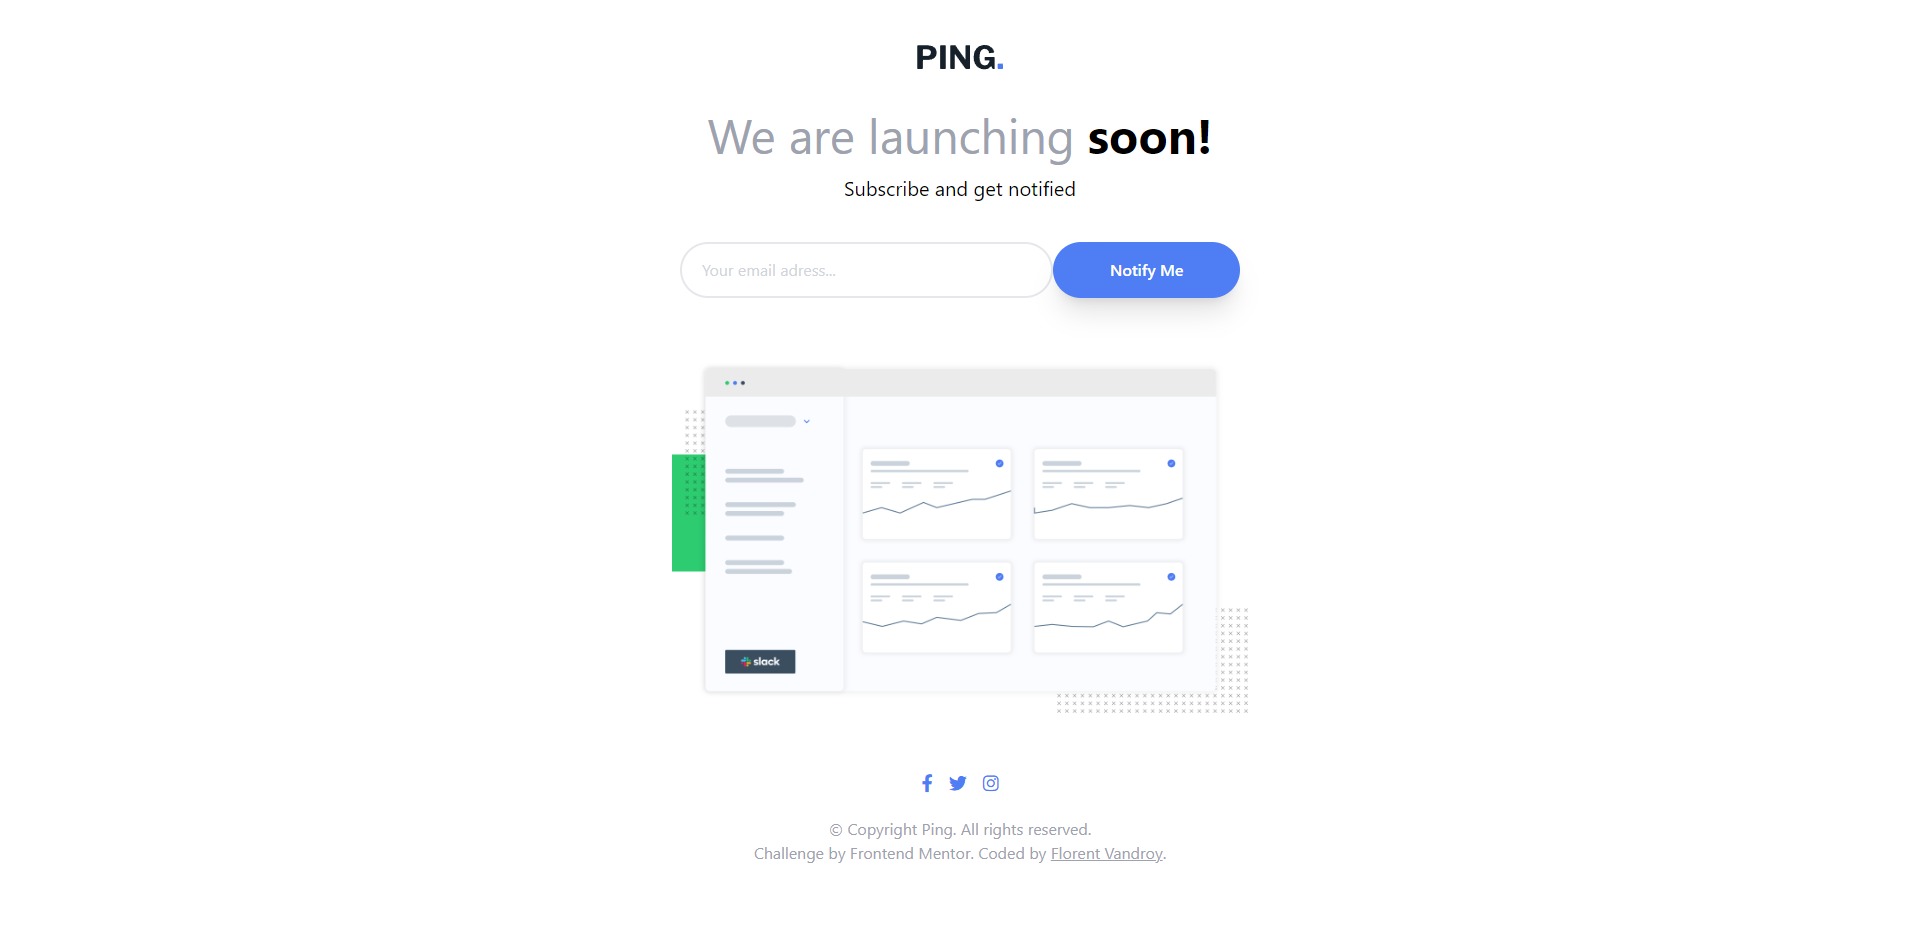 PING.
We are launching soon!
Subscribe and get notified
Your email adress...
Notify Me
slack
© Copyright Ping. All rights reserved.
Challenge by Frontend Mentor. Coded by Florent Vandroy.